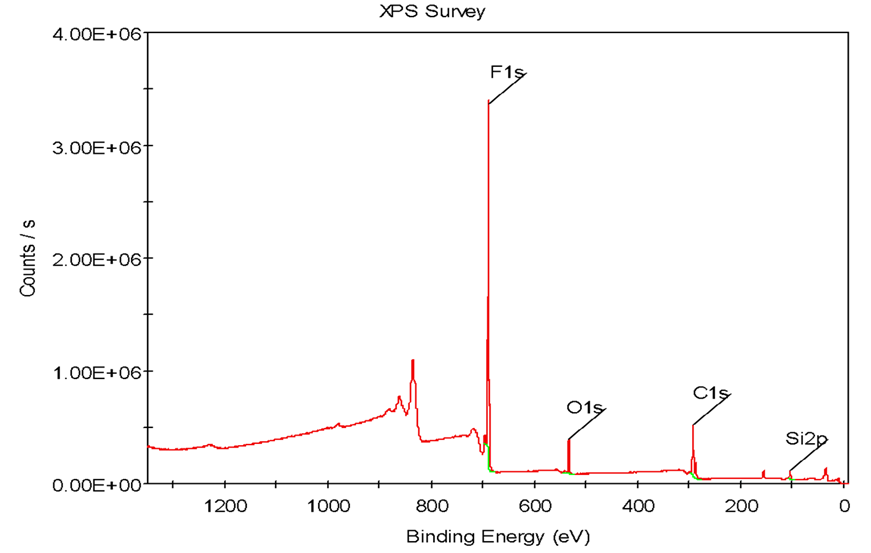 XPS Survey
4.00E+06
F1s
3.00E+06
2.00E+06
Counts / s
1.00E+06
C1s
O1s
Si2p
0.00E+00
1200 1000 800 600 400 200 0
Binding Energy (eV)